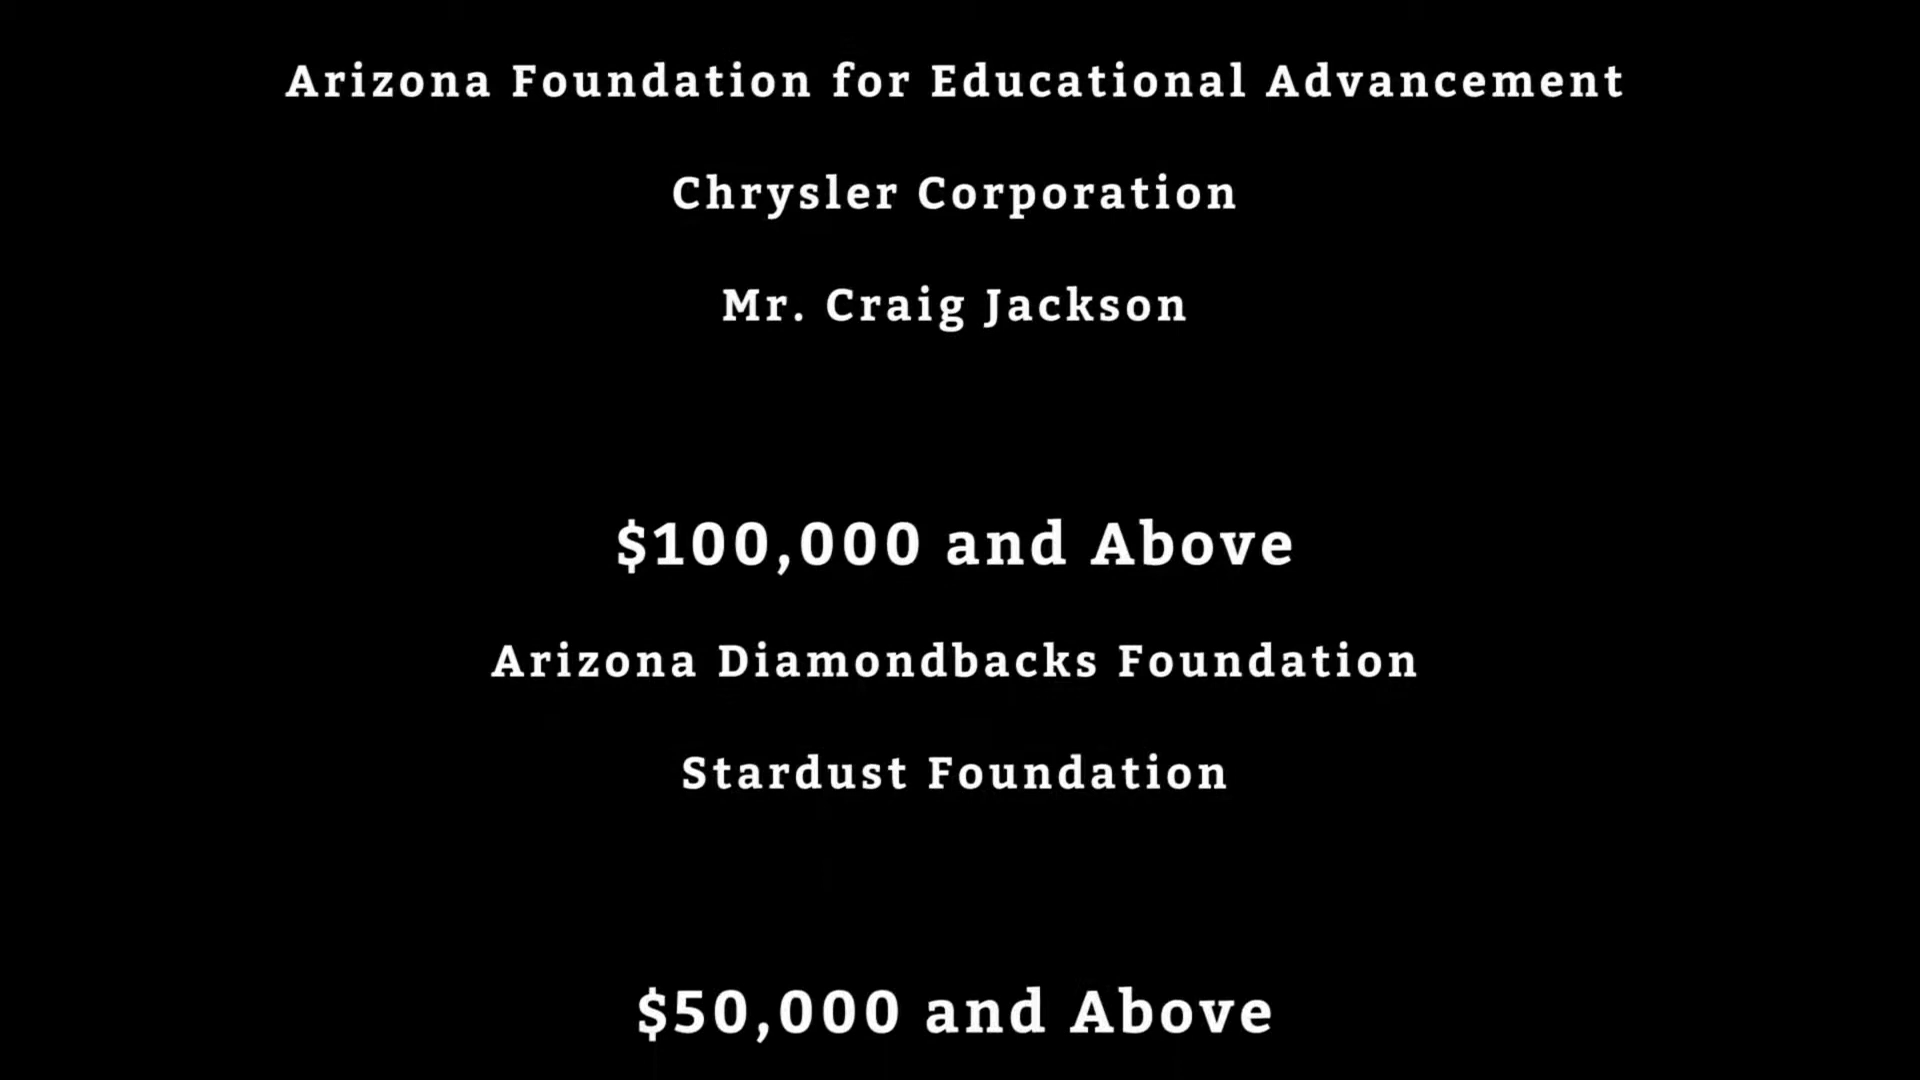 Arizona Foundation for Educational Advancement
Chrysler Corporation
Mr. Craig Jackson
$100,000 and Above
Arizona Diamondbacks Foundation
Stardust Foundation
$50,000 and Above